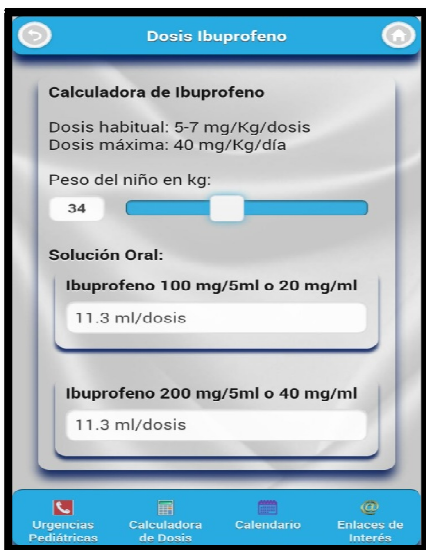 Dosis Ibuprofeno
Calculadora de Ibuprofeno
Dosis habitual: 5-7 mg/Kg/dosis
Dosis máxima: 40 mg/Kg/día
Peso del niño en kg:
34
Solución Oral:
Ibuprofeno 100 mg/5ml o 20 mg/ml
11.3 ml/dosis
Ibuprofeno 200 mg/5ml o 40 mg/ml
11.3 ml/dosis
Urgencias Calculadora Calendario Enlaces de
Pediátricas de Dosis Interés